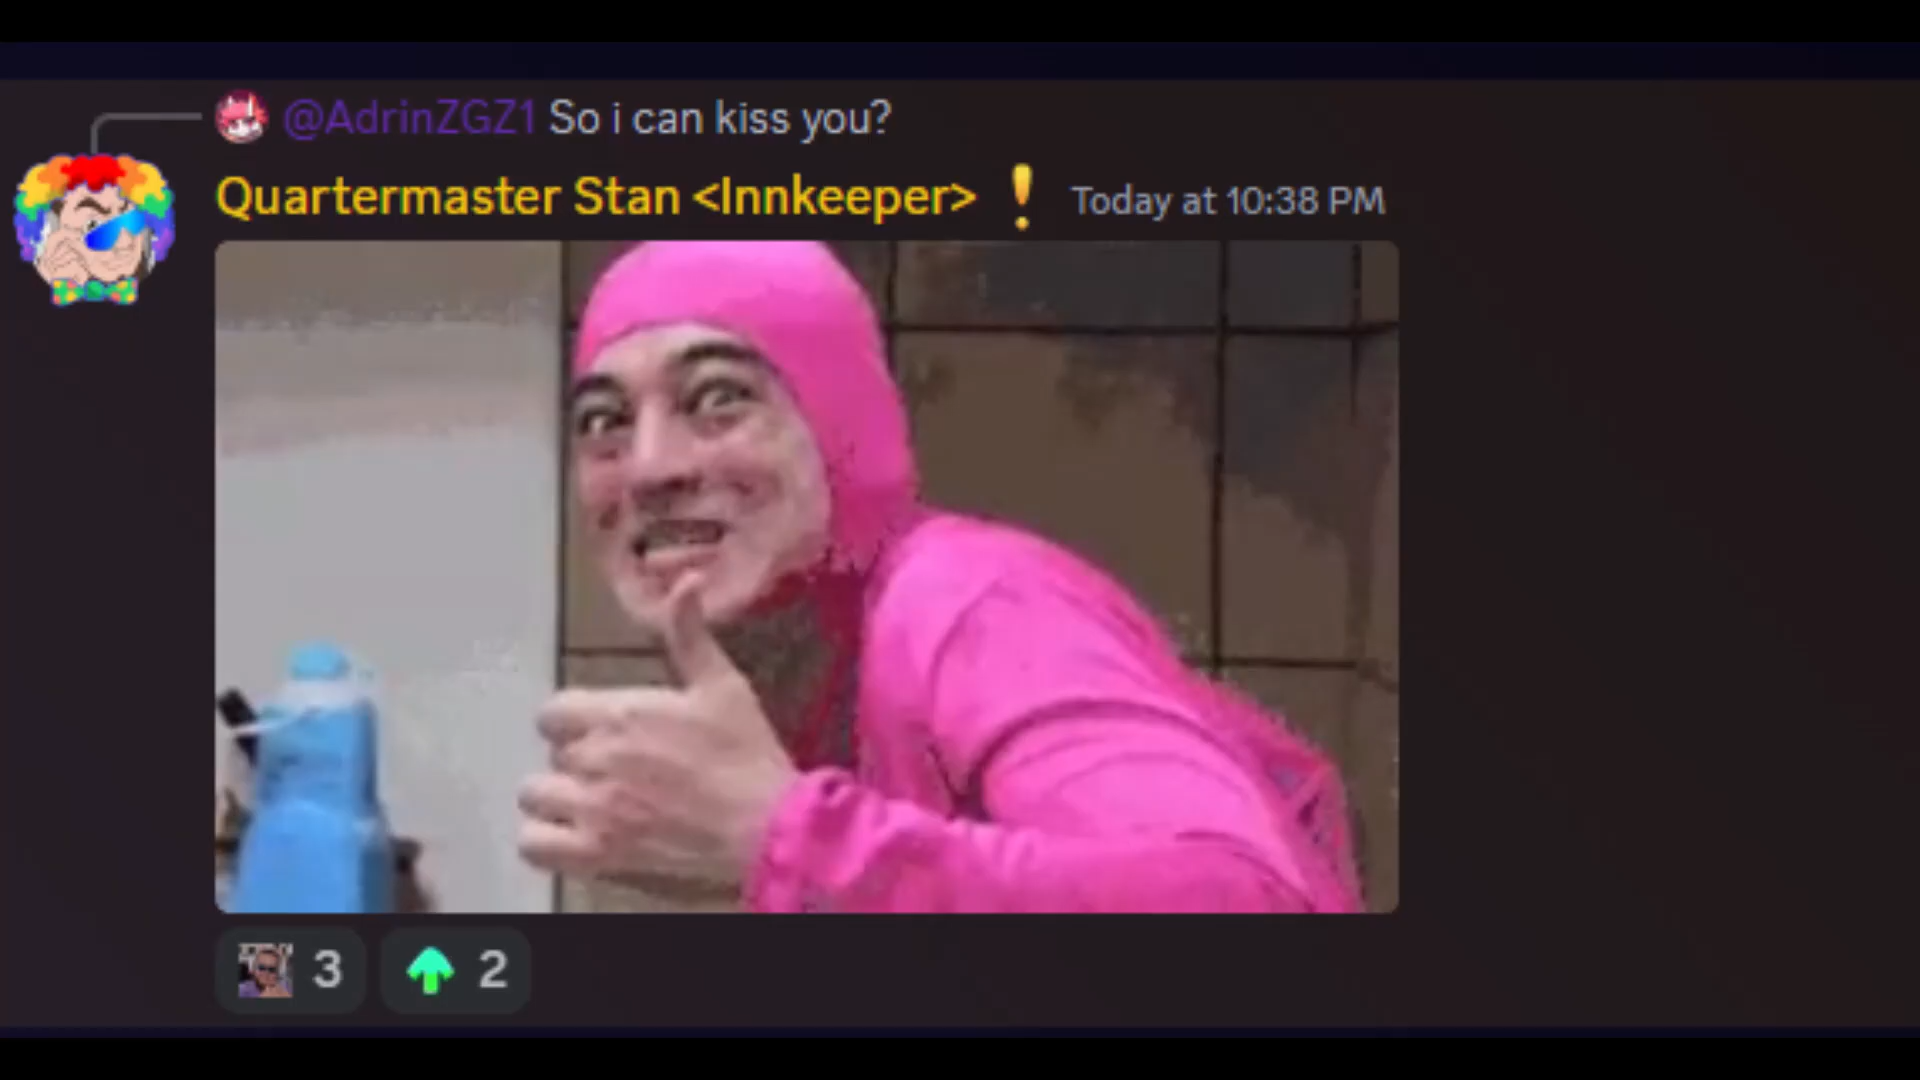 @AdrinZGZ1 So i can kiss you?
Quartermaster Stan <Innkeeper> ❗ Today at 10:38 PM
3 2